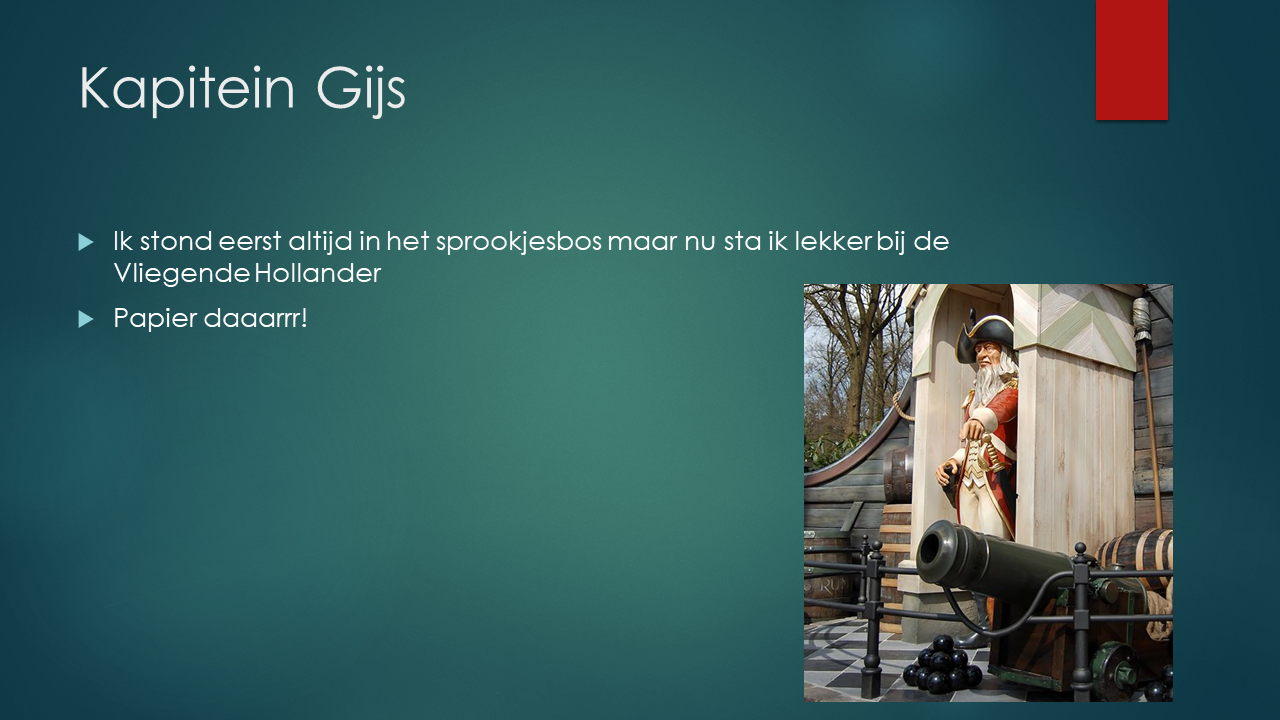 Kapitein Gijs
Ik stond eerst altijd in het sprookjesbos maar nu sta ik lekker bij de
Vliegende Hollander
Papier daaarrr!